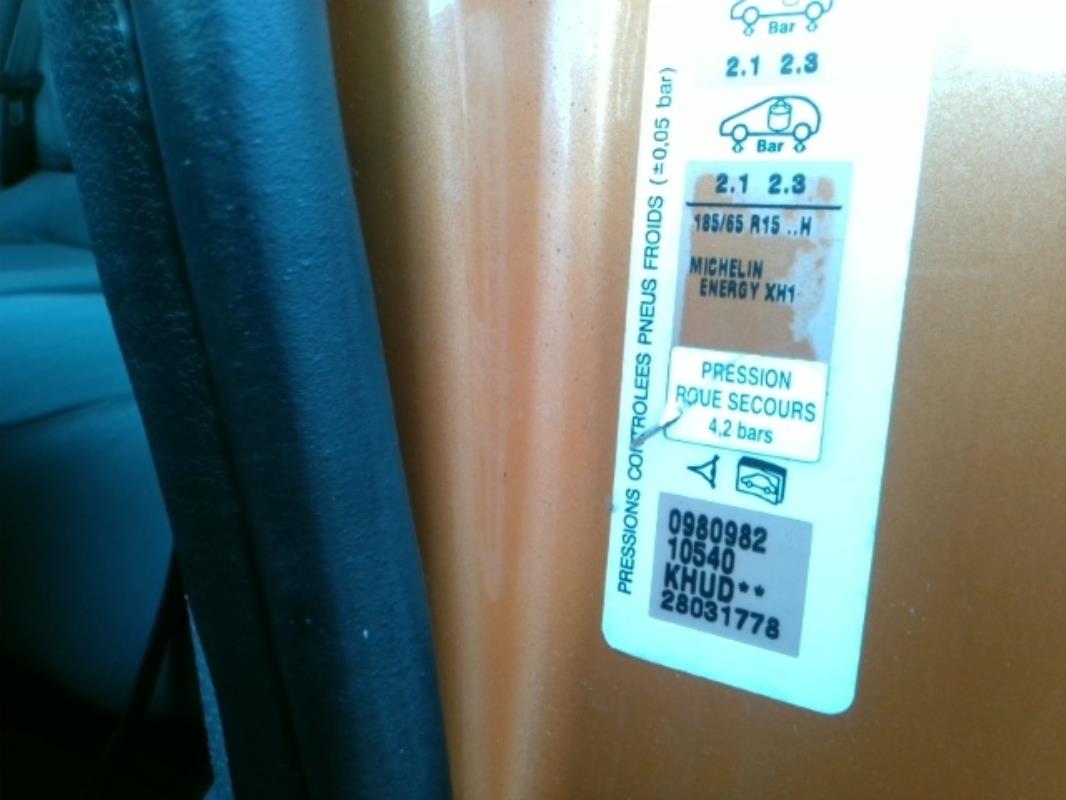 Bar
2.1 2.3
Bar
2.1 2.3
185/65 R15 ..H
MICHELIN
ENERGY XH1
PRESSION
ROUE SECOURS
4,2 bars
PRESSIONS CONTROLEES PNEUS FROIDS (±0,05 bar)
0980982
10540
KHUD**
28031778